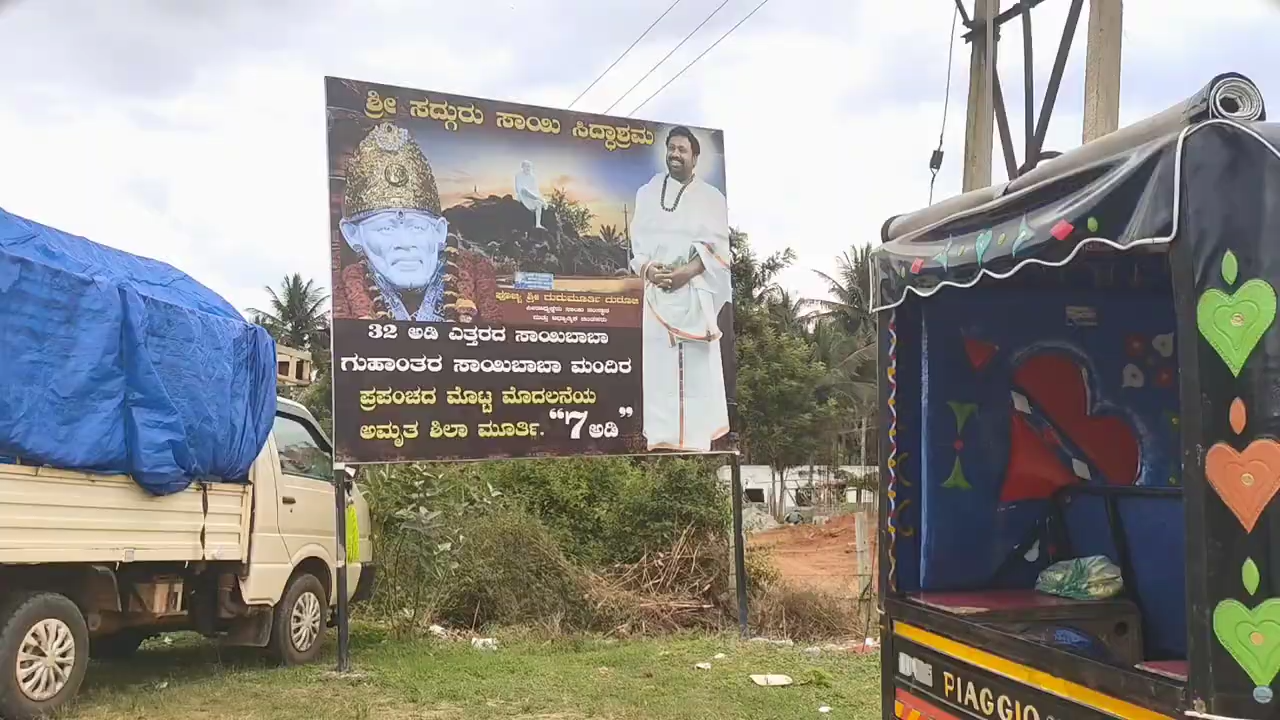 ಶ್ರೀ ಸದ್ಗುರು ಸಾಯಿ ಸಿದ್ಧಾಶ್ರಮ
ಪೂಜ್ಯ ಶ್ರೀ ಗುರುಮೂರ್ತಿ ಗುರೂಜಿ
32 ಅಡಿ ಎತ್ತರದ ಸಾಯಿಬಾಬಾ
ಗುಹಾಂತರ ಸಾಯಿಬಾಬಾ ಮಂದಿರ
ಪ್ರಪಂಚದ ಮೊಟ್ಟ ಮೊದಲನೆಯ
ಅಮೃತ ಶಿಲಾ ಮೂರ್ತಿ. “7 ಅಡಿ”
PIAGGIO